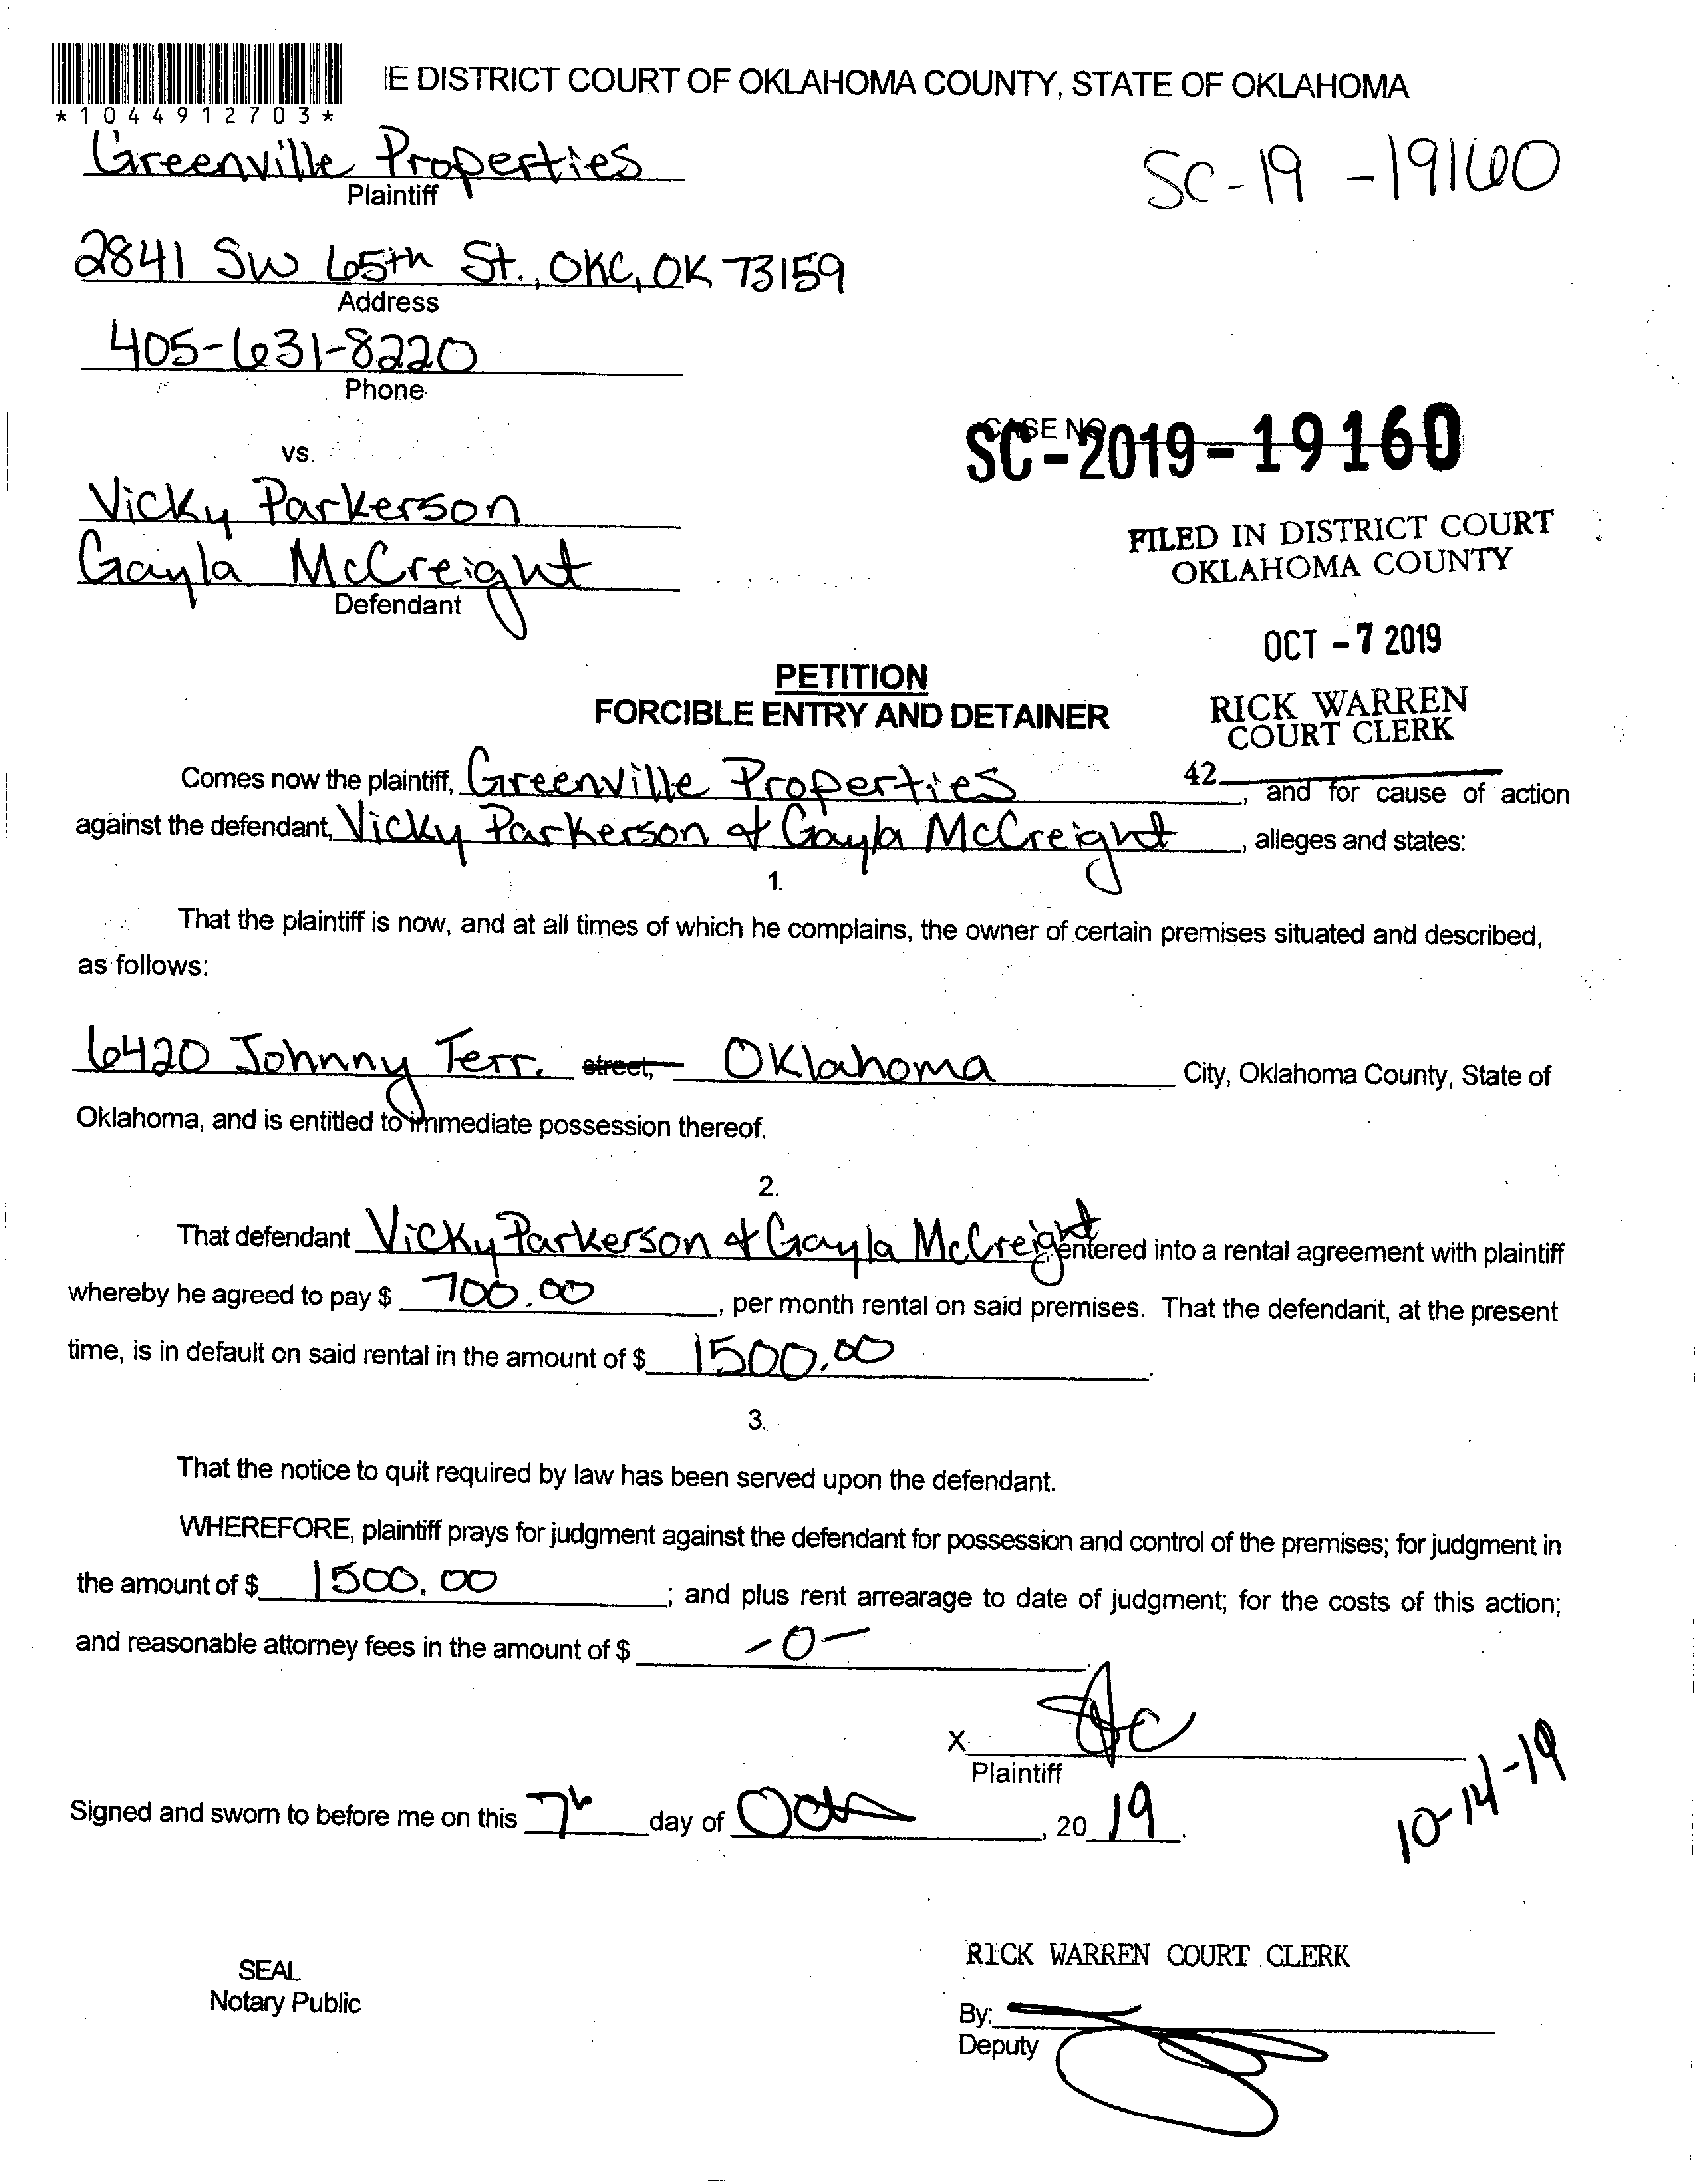 IE DISTRICT COURT OF OKLAHOMA COUNTY, STATE OF OKLAHOMA
*1044912703*
Greenville Properties
Plaintiff
SC-19-19160
2841 SW 65th St., OKC, OK 73159
Address
405-631-8220
Phone
CASE NO
SC-2019-19160
vs.
Vicky Parkerson
Gayla McCreight
Defendant
FILED IN DISTRICT COURT
OKLAHOMA COUNTY
OCT -7 2019
PETITION
FORCIBLE ENTRY AND DETAINER
RICK WARREN
COURT CLERK
42
Comes now the plaintiff, Greenville Properties, and for cause of action
against the defendant, Vicky Parkerson & Gayla McCreight, alleges and states:
1.
That the plaintiff is now, and at all times of which he complains, the owner of certain premises situated and described,
as follows:
6420 Johnny Terr. street, Oklahoma City, Oklahoma County, State of
Oklahoma, and is entitled to immediate possession thereof.
2.
That defendant Vicky Parkerson & Gayla McCreight entered into a rental agreement with plaintiff
whereby he agreed to pay $ 700.00, per month rental on said premises. That the defendant, at the present
time, is in default on said rental in the amount of $ 1500.00.
3.
That the notice to quit required by law has been served upon the defendant.
WHEREFORE, plaintiff prays for judgment against the defendant for possession and control of the premises; for judgment in
the amount of $ 1500.00; and plus rent arrearage to date of judgment; for the costs of this action;
and reasonable attorney fees in the amount of $ -0-
X
Plaintiff
10-14-19
Signed and sworn to before me on this 7th day of Oct, 2019.
SEAL
Notary Public
RICK WARREN COURT CLERK
By:
Deputy